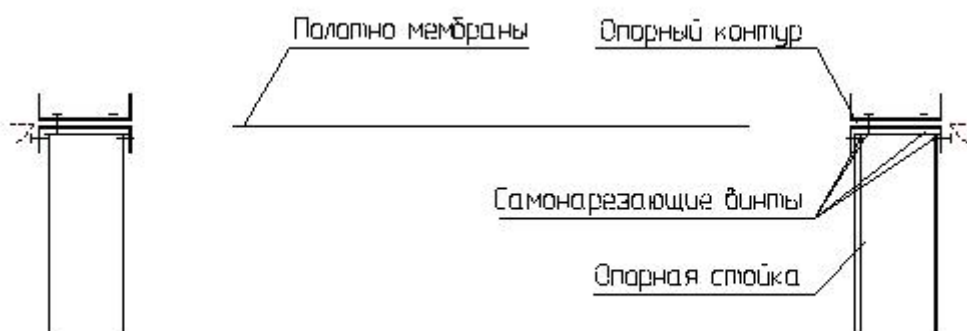 Полотно мембраны
Опорный контур
Самонарезающие винты
Опорная стойка